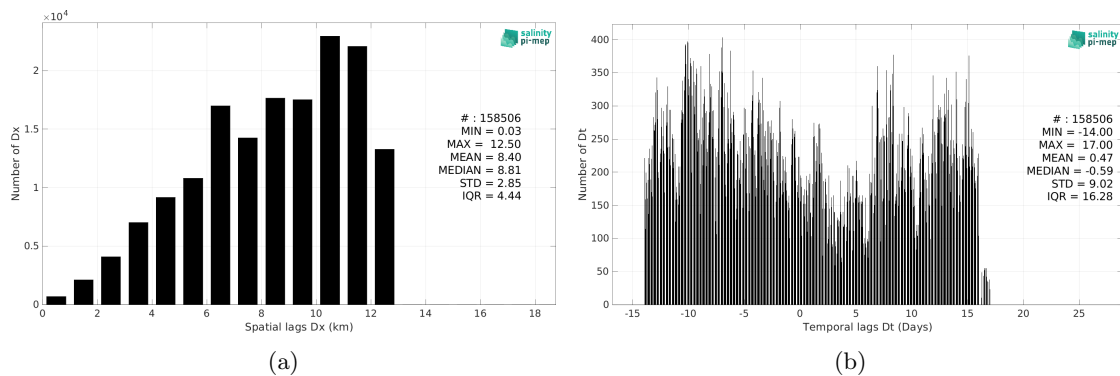 ×10⁴
2
1.5
1
0.5
0
Number of Dx
salinity
pi-mep
# : 158506
MIN = 0.03
MAX = 12.50
MEAN = 8.40
MEDIAN = 8.81
STD = 2.85
IQR = 4.44
0 2 4 6 8 10 12 14 16 18
Spatial lags Dx (km)
(a)
400
350
300
250
200
150
100
50
0
Number of Dt
salinity
pi-mep
# : 158506
MIN = -14.00
MAX = 17.00
MEAN = 0.47
MEDIAN = -0.59
STD = 9.02
IQR = 16.28
-15 -10 -5 0 5 10 15 20 25
Temporal lags Dt (Days)
(b)